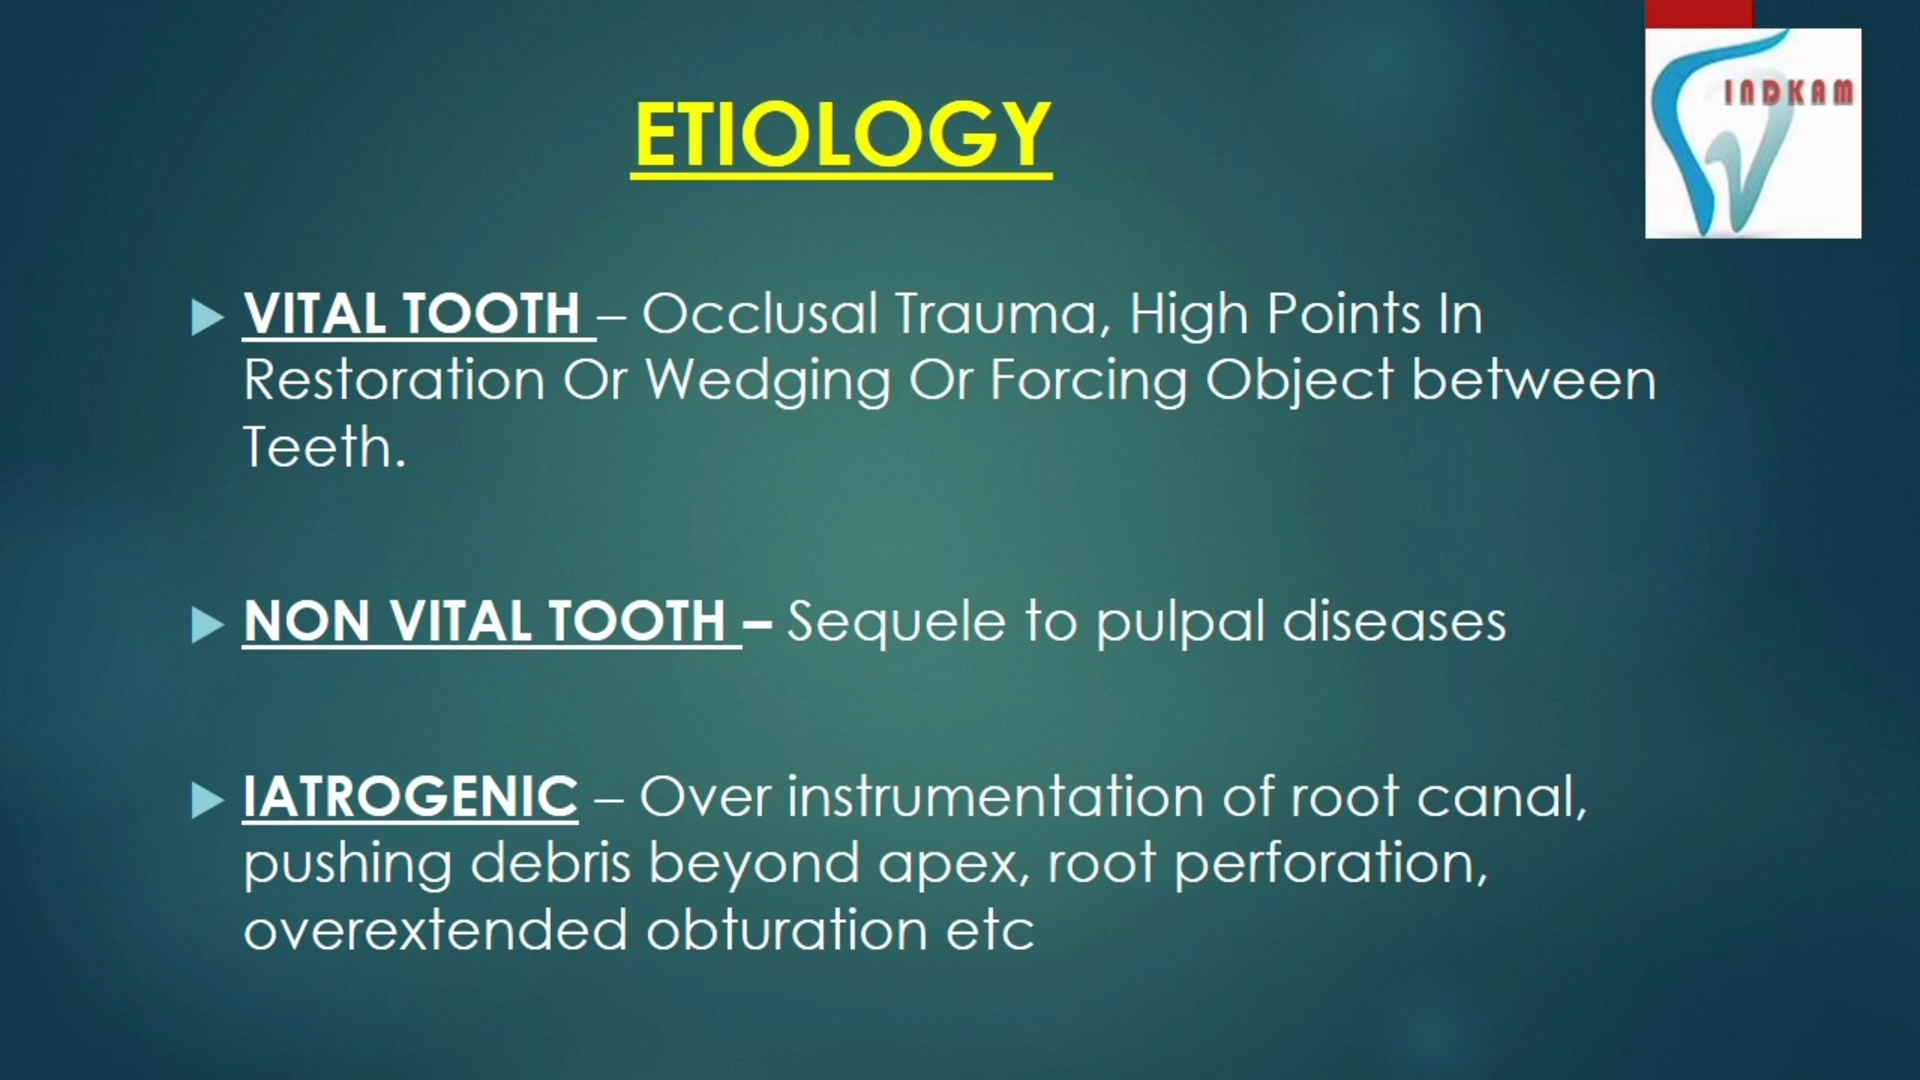 INDKAM
ETIOLOGY
VITAL TOOTH – Occlusal Trauma, High Points In
Restoration Or Wedging Or Forcing Object between
Teeth.
NON VITAL TOOTH – Sequele to pulpal diseases
IATROGENIC – Over instrumentation of root canal,
pushing debris beyond apex, root perforation,
overextended obturation etc